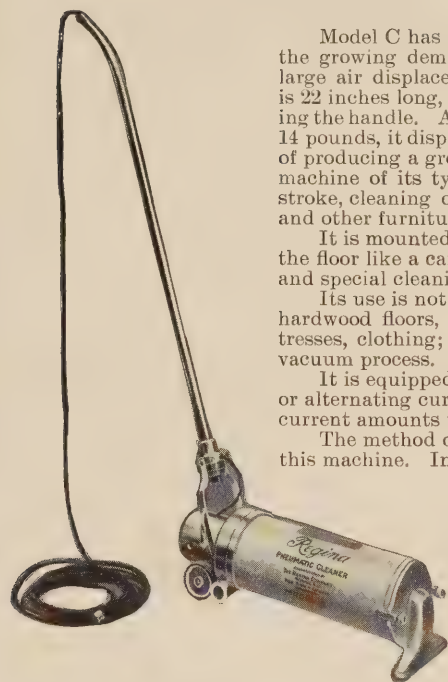 Model C has
the growing dem
large air displace
is 22 inches long,
ing the handle. A
14 pounds, it disp
of producing a gre
machine of its ty
stroke, cleaning c
and other furnitu
It is mounted
the floor like a ca
and special cleani
Its use is not
hardwood floors,
tresses, clothing;
vacuum process.
It is equipped
or alternating cur
current amounts
The method o
this machine. In
Regina
PNEUMATIC CLEANER